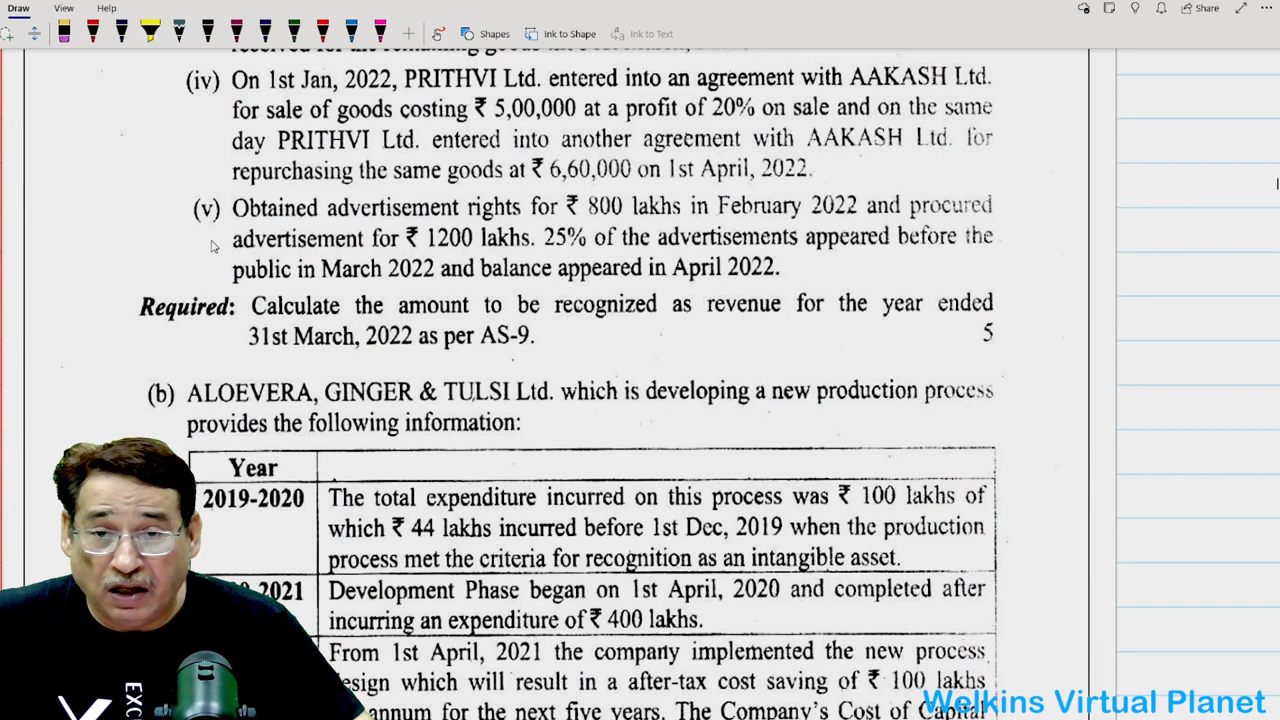 Draw View Help
Share
Shapes Ink to Shape Ink to Text
(iv) On 1st Jan, 2022, PRITHVI Ltd. entered into an agreement with AAKASH Ltd.
for sale of goods costing ₹ 5,00,000 at a profit of 20% on sale and on the same
day PRITHVI Ltd. entered into another agreement with AAKASH Ltd. for
repurchasing the same goods at ₹ 6,60,000 on 1st April, 2022.
(v) Obtained advertisement rights for ₹ 800 lakhs in February 2022 and procured
advertisement for ₹ 1200 lakhs. 25% of the advertisements appeared before the
public in March 2022 and balance appeared in April 2022.
Required: Calculate the amount to be recognized as revenue for the year ended
31st March, 2022 as per AS-9. 5
(b) ALOEVERA, GINGER & TULSI Ltd. which is developing a new production process
provides the following information:
Year
2019-2020 The total expenditure incurred on this process was ₹ 100 lakhs of
which ₹ 44 lakhs incurred before 1st Dec, 2019 when the production
process met the criteria for recognition as an intangible asset.
2021 Development Phase began on 1st April, 2020 and completed after
incurring an expenditure of ₹ 400 lakhs.
From 1st April, 2021 the company implemented the new process
esign which will result in a after-tax cost saving of ₹ 100 lakhs
annum for the next five years. The Company's Cost of Capital
EXC
Welkins Virtual Planet